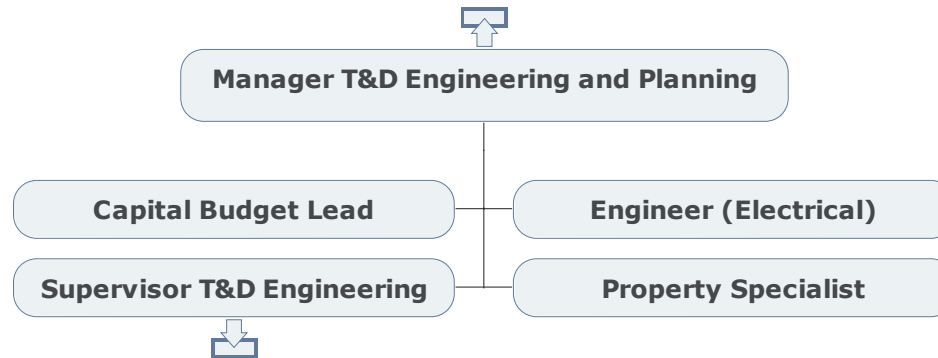 Manager T&D Engineering and Planning
Capital Budget Lead
Engineer (Electrical)
Supervisor T&D Engineering
Property Specialist